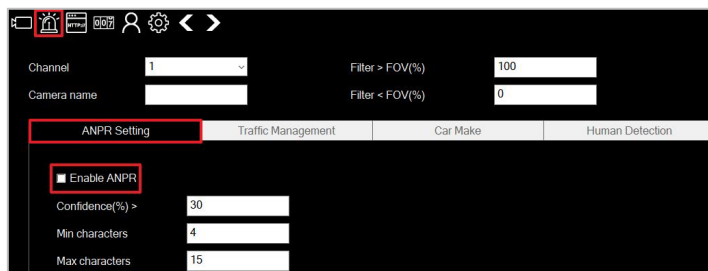 HTTP://
007
Channel 1 Filter > FOV(%) 100
Camera name Filter < FOV(%) 0
ANPR Setting Traffic Management Car Make Human Detection
Enable ANPR
Confidence(%) > 30
Min characters 4
Max characters 15